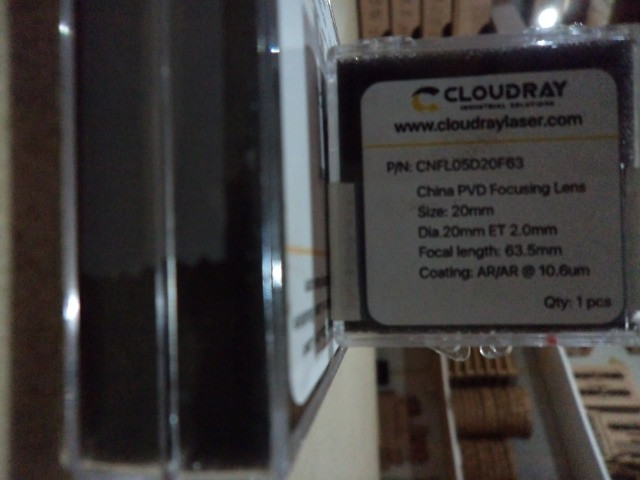 CLOUDRAY
INDUSTRIAL SOLUTIONS
www.cloudraylaser.com
P/N: CNFL05D20F63
China PVD Focusing Lens
Size: 20mm
Dia.20mm ET 2.0mm
Focal length: 63.5mm
Coating: AR/AR @ 10.6um
Qty: 1 pcs